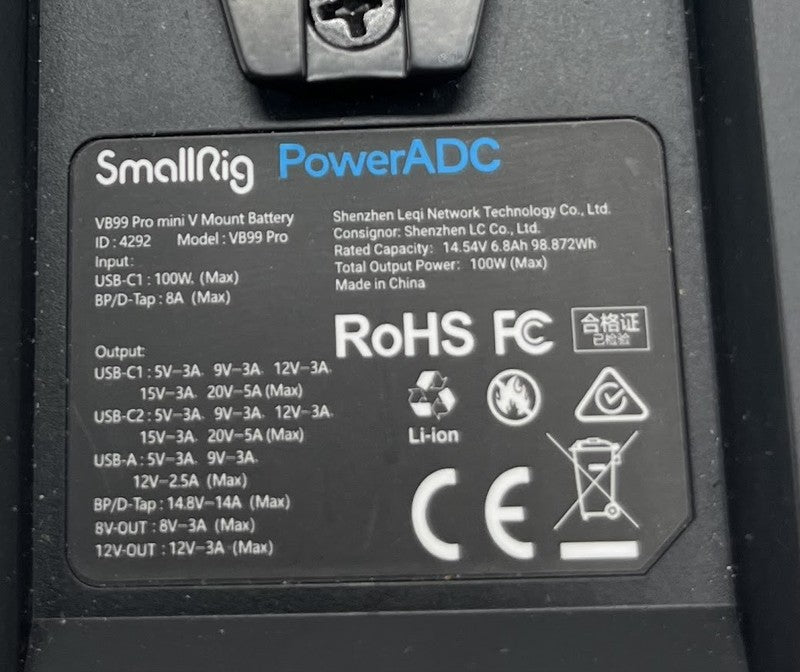 SmallRig PowerADC
VB99 Pro mini V Mount Battery
ID : 4292 Model : VB99 Pro
Input:
USB-C1: 100W. (Max)
BP/D-Tap : 8A (Max)
Shenzhen Leqi Network Technology Co., Ltd.
Consignor: Shenzhen LC Co., Ltd.
Rated Capacity: 14.54V 6.8Ah 98.872Wh
Total Output Power: 100W (Max)
Made in China
Output:
USB-C1 : 5V⎓3A. 9V⎓3A. 12V⎓3A.
15V⎓3A. 20V⎓5A (Max)
USB-C2: 5V⎓3A. 9V⎓3A. 12V⎓3A.
15V⎓3A. 20V⎓5A (Max)
USB-A : 5V⎓3A. 9V⎓3A.
12V⎓2.5A (Max)
BP/D-Tap : 14.8V⎓14A (Max)
8V-OUT : 8V⎓3A (Max)
12V-OUT : 12V⎓3A (Max)
RoHS FC 合格证
已检验
Li-ion
CE